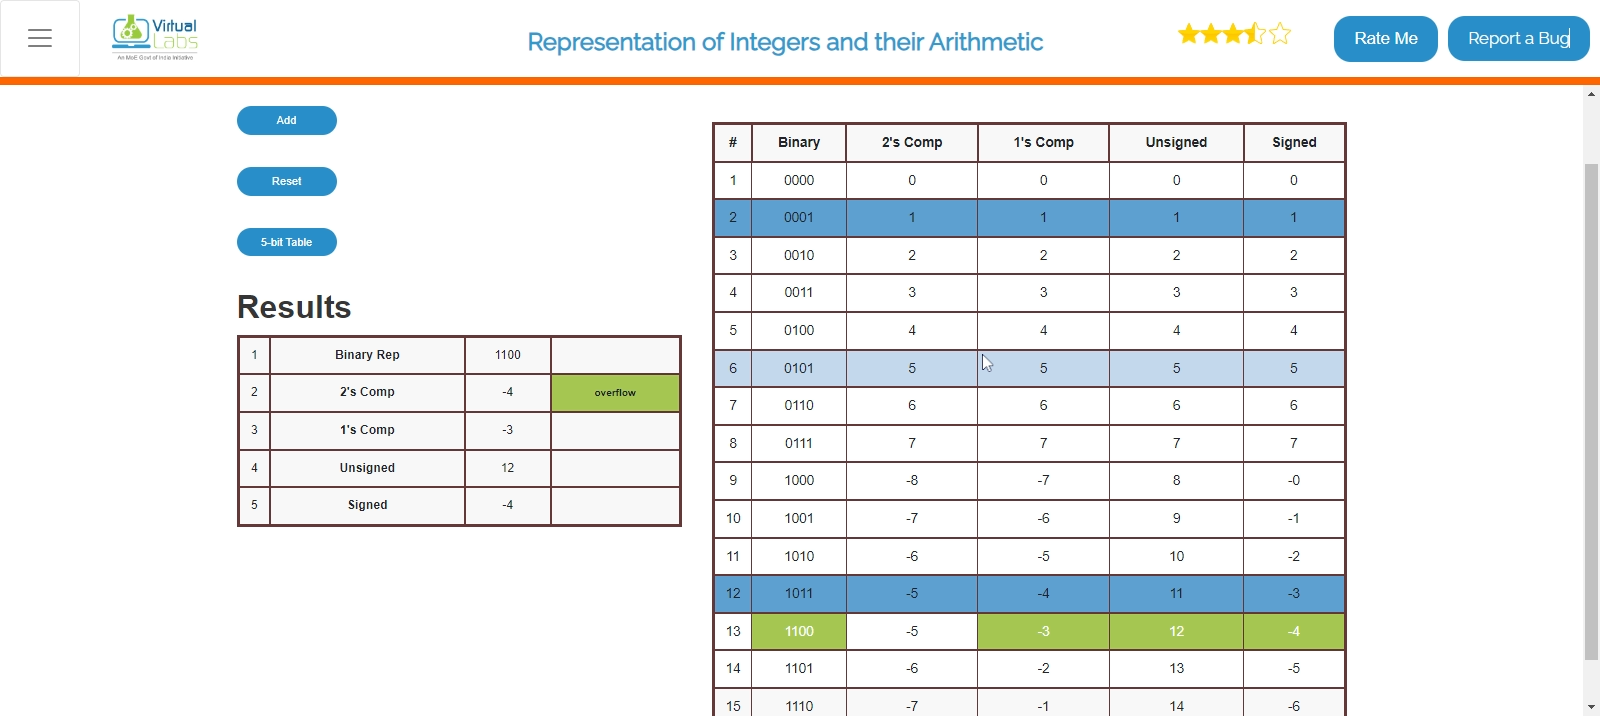 Virtual
Labs
An MoE Govt of India Initiative
Representation of Integers and their Arithmetic
Rate Me
Report a Bug
Add
Reset
5-bit Table
Results
1 Binary Rep 1100
2 2's Comp -4 overflow
3 1's Comp -3
4 Unsigned 12
5 Signed -4
# Binary 2's Comp 1's Comp Unsigned Signed
1 0000 0 0 0 0
2 0001 1 1 1 1
3 0010 2 2 2 2
4 0011 3 3 3 3
5 0100 4 4 4 4
6 0101 5 5 5 5
7 0110 6 6 6 6
8 0111 7 7 7 7
9 1000 -8 -7 8 -0
10 1001 -7 -6 9 -1
11 1010 -6 -5 10 -2
12 1011 -5 -4 11 -3
13 1100 -5 -3 12 -4
14 1101 -6 -2 13 -5
15 1110 -7 -1 14 -6